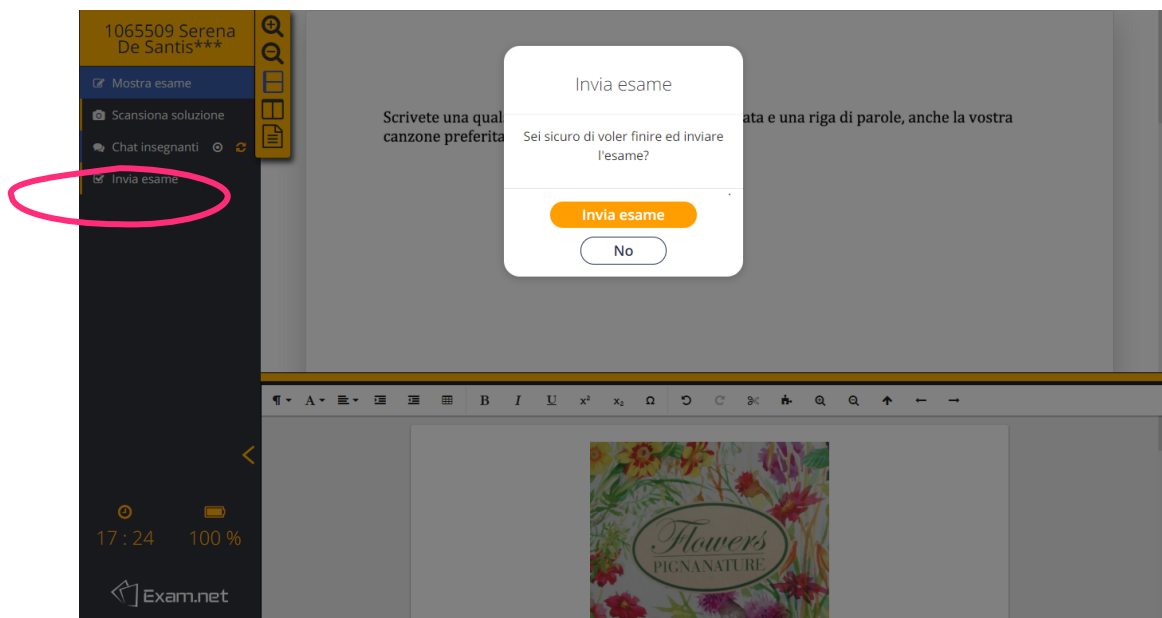 1065509 Serena
De Santis***
Mostra esame
Scansiona soluzione
Chat insegnanti
Invia esame
17 : 24
100 %
Exam.net
Scrivete una qual
ata e una riga di parole, anche la vostra
canzone preferita
Invia esame
Sei sicuro di voler finire ed inviare
l'esame?
Invia esame
No
¶ A B I U x² x₂ Ω
Flowers
PIGNANATURE